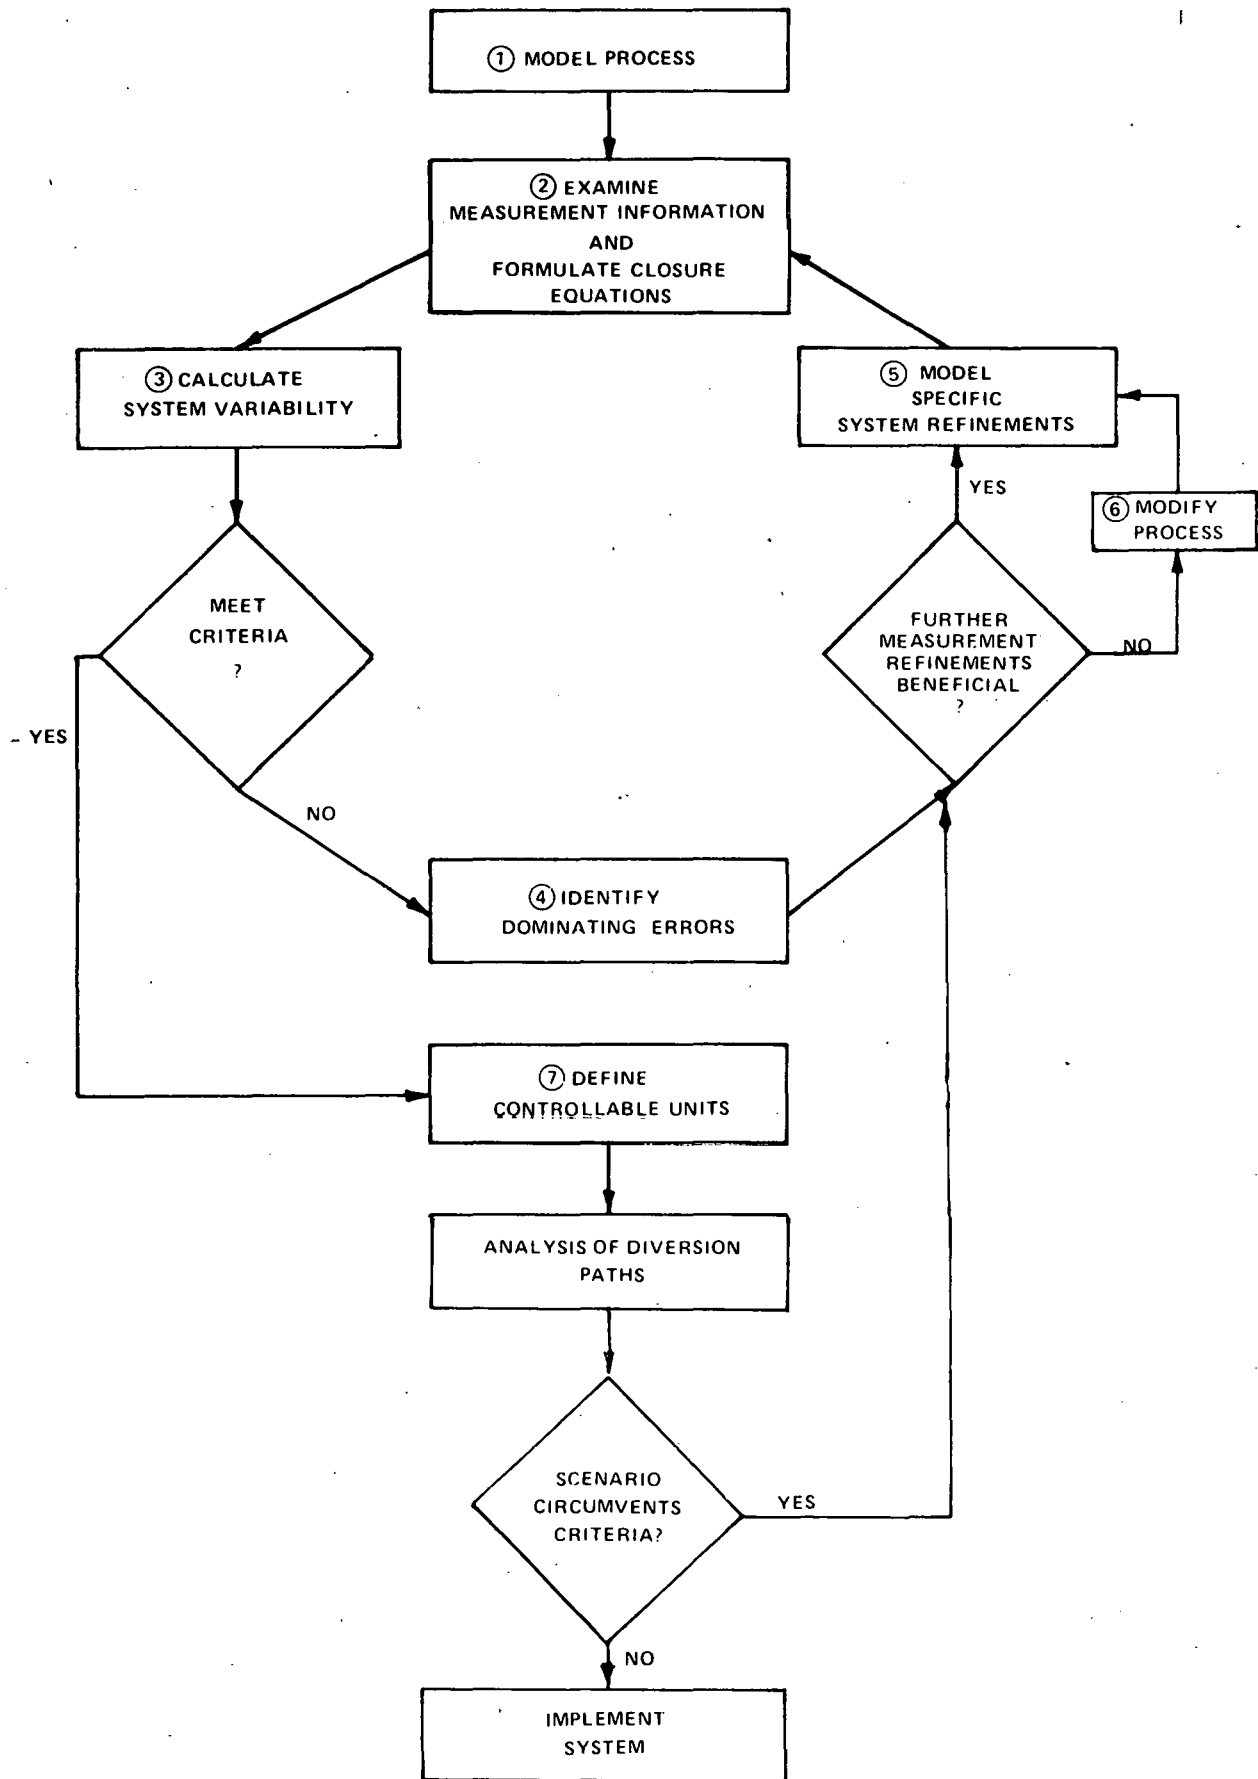 ① MODEL PROCESS
② EXAMINE
MEASUREMENT INFORMATION
AND
FORMULATE CLOSURE
EQUATIONS
③ CALCULATE
SYSTEM VARIABILITY
⑤ MODEL
SPECIFIC
SYSTEM REFINEMENTS
YES
⑥ MODIFY
PROCESS
MEET
CRITERIA
?
FURTHER
MEASUREMENT
REFINEMENTS
BENEFICIAL
?
NO
YES
NO
④ IDENTIFY
DOMINATING ERRORS
⑦ DEFINE
CONTROLLABLE UNITS
ANALYSIS OF DIVERSION
PATHS
SCENARIO
CIRCUMVENTS
CRITERIA?
YES
NO
IMPLEMENT
SYSTEM